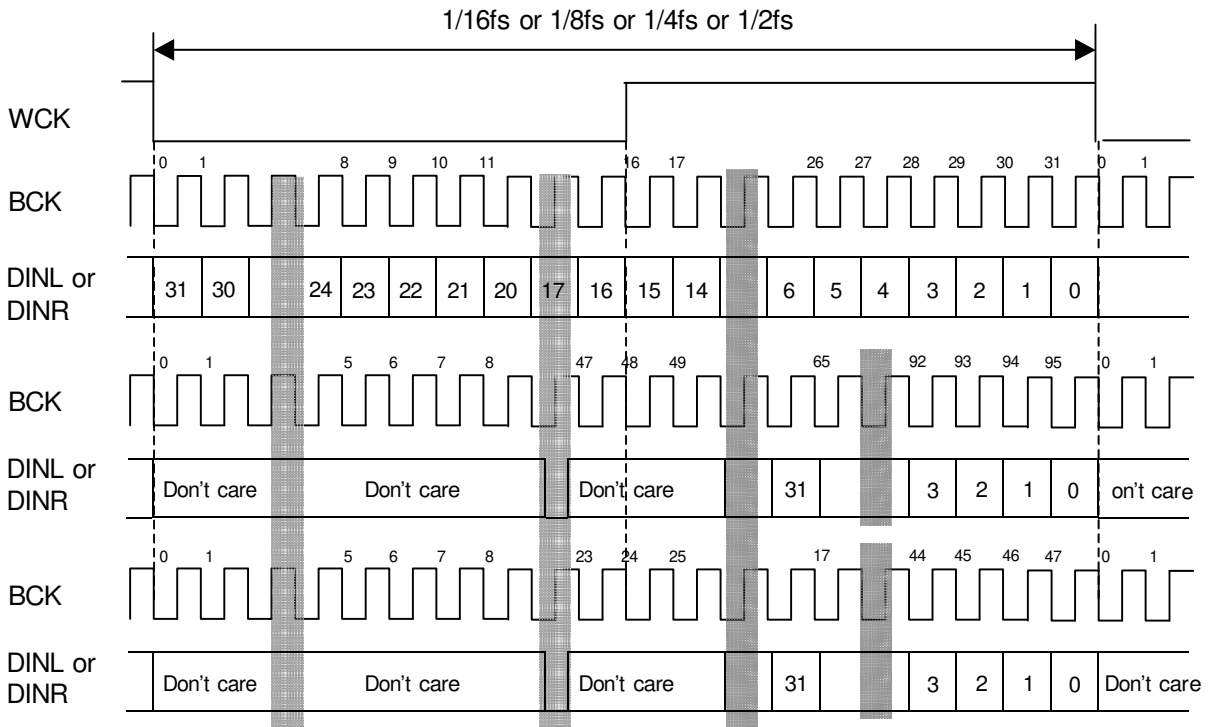 1/16fs or 1/8fs or 1/4fs or 1/2fs
WCK
0 1 8 9 10 11 16 17 26 27 28 29 30 31 0 1
BCK
DINL or
DINR
31 30 24 23 22 21 20 17 16 15 14 6 5 4 3 2 1 0
0 1 5 6 7 8 47 48 49 65 92 93 94 95 0 1
BCK
DINL or
DINR
Don't care Don't care Don't care 31 3 2 1 0 on't care
0 1 5 6 7 8 23 24 25 17 44 45 46 47 0 1
BCK
DINL or
DINR
Don't care Don't care Don't care 31 3 2 1 0 Don't care